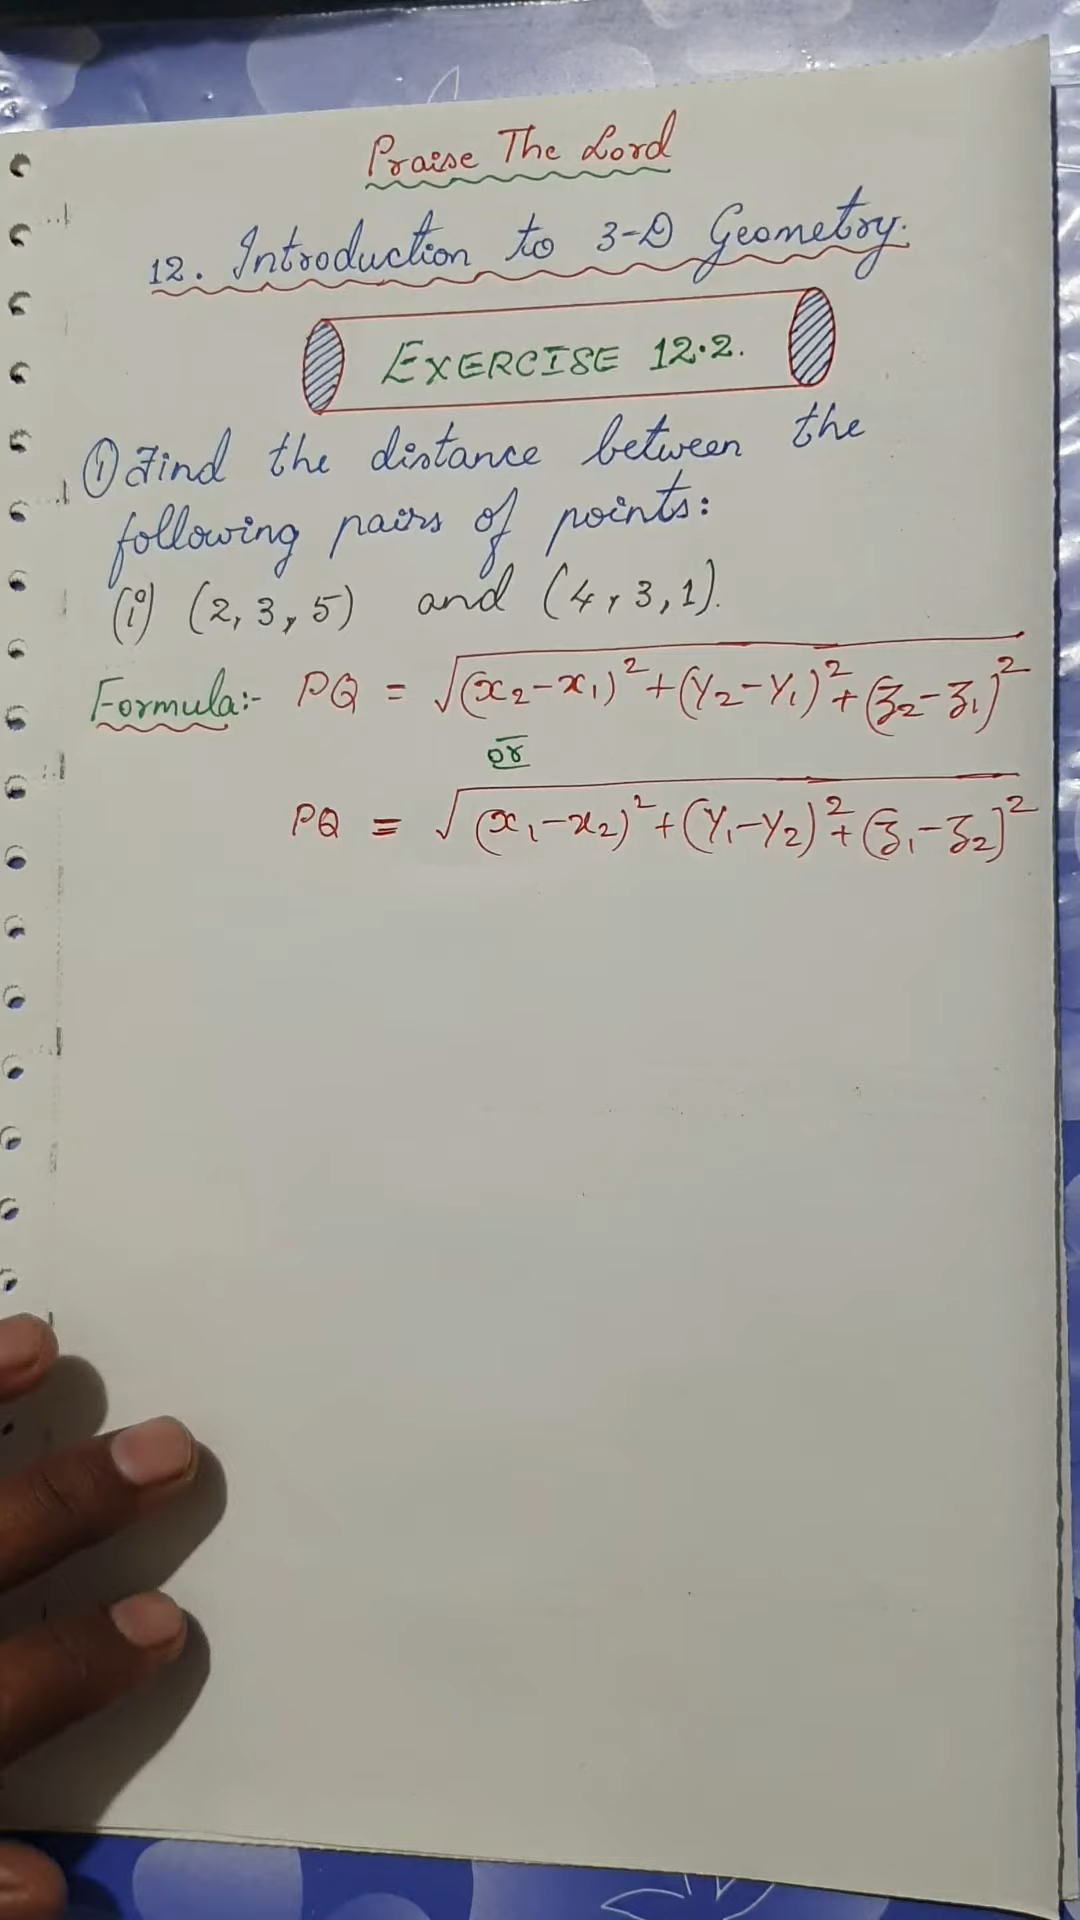 Praise The Lord
12. Introduction to 3-D Geometry.
EXERCISE 12.2.
① Find the distance between the
following pairs of points:
(i) (2, 3, 5) and (4, 3, 1).
Formula:- PQ = √(x₂-x₁)²+(y₂-y₁)²+(z₂-z₁)²
or
PQ = √(x₁-x₂)²+(y₁-y₂)²+(z₁-z₂)²